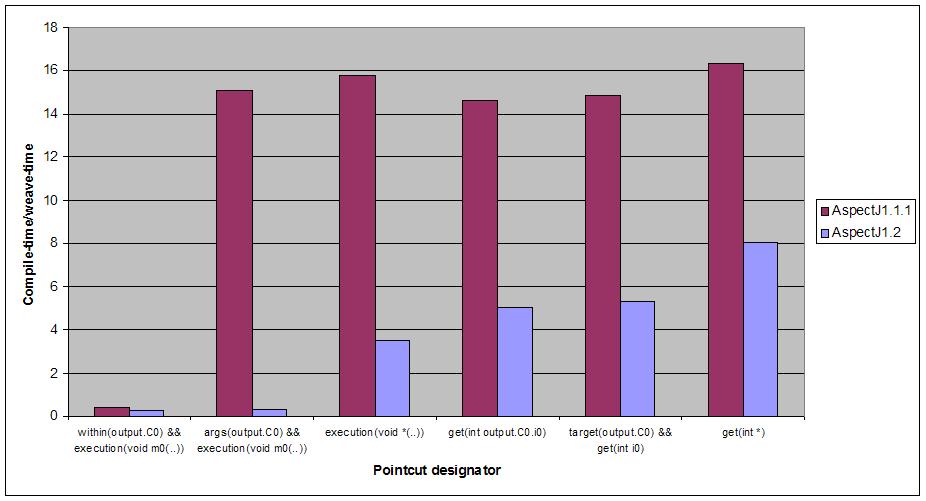 18
16
14
12
10
8
6
4
2
0
Compile-time/weave-time
within(output.C0) &&
execution(void m0(..))
args(output.C0) &&
execution(void m0(..))
execution(void *(..))
get(int output.C0.i0)
target(output.C0) &&
get(int i0)
get(int *)
Pointcut designator
AspectJ1.1.1
AspectJ1.2